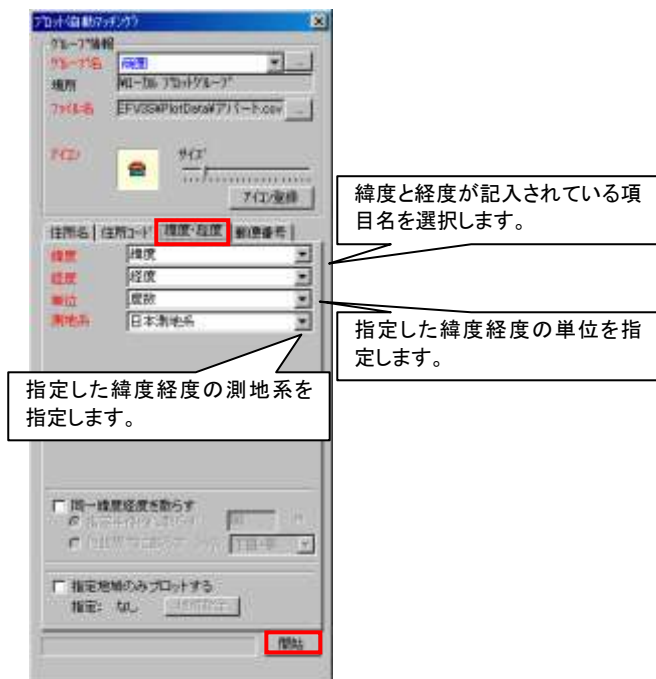 プロット(自動マッチング)
グループ情報
グループ名
場所 ¥ローカル プロットグループ
ファイル名 EFV35¥PlotData¥アパート.csv ...
アイコン サイズ
アイコン登録
住所名 住所コード 緯度・経度 郵便番号
緯度 緯度
経度 経度
単位 度数
測地系 日本測地系
緯度と経度が記入されている項
目名を選択します。
指定した緯度経度の単位を指
定します。
指定した緯度経度の測地系を
指定します。
同一緯度経度を散らす
指定地域のみプロットする
指定: なし
開始